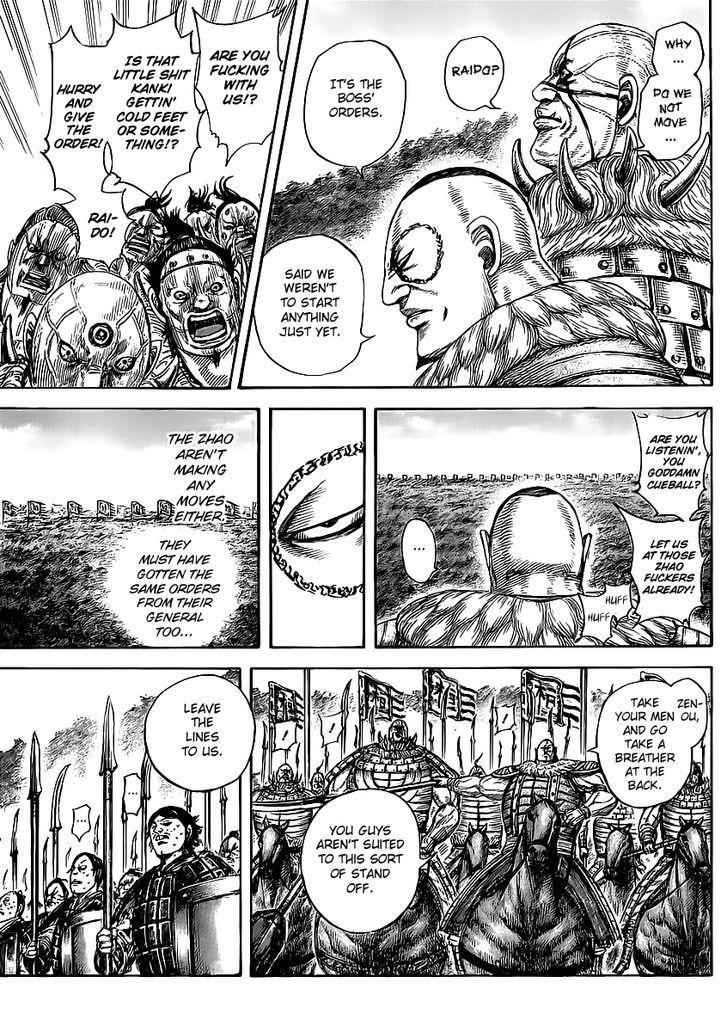 WHY
...
DO WE
NOT
MOVE
...
RAIDO?
IT'S THE
BOSS'
ORDERS.
SAID WE
WEREN'T
TO START
ANYTHING
JUST YET.
ARE YOU
FUCKING
WITH
US!?
IS THAT
LITTLE SHIT
KANKI
GETTIN'
COLD FEET
OR SOME-
THING!?
HURRY
AND
GIVE
THE
ORDER!
RAI-
DO!
ARE YOU
LISTENIN',
YOU
GODDAMN
CUEBALL?
LET US
AT THOSE
ZHAO
FUCKERS
ALREADY!
HUFF
HUFF
...
THE ZHAO
AREN'T
MAKING
ANY
MOVES
EITHER.
THEY
MUST HAVE
GOTTEN THE
SAME ORDERS
FROM THEIR
GENERAL
TOO...
ZEN-
OU,
TAKE
YOUR MEN
AND GO
TAKE A
BREATHER
AT THE
BACK.
YOU GUYS
AREN'T SUITED
TO THIS SORT
OF STAND
OFF.
LEAVE
THE
LINES
TO US.
...
...